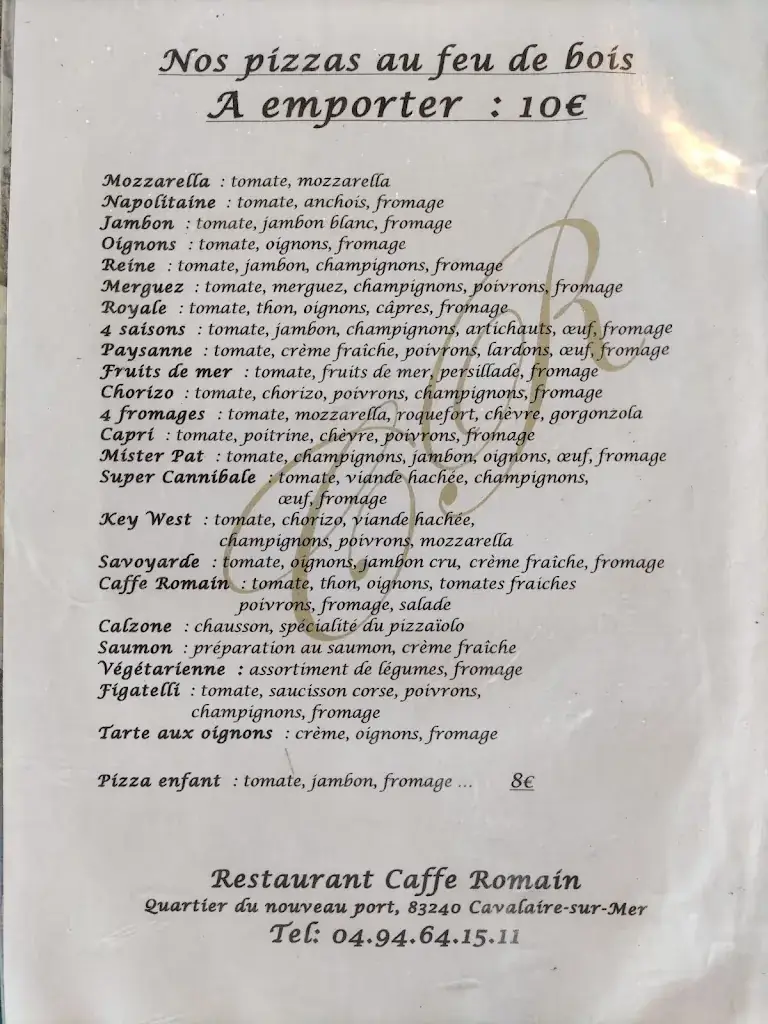 Nos pizzas au feu de bois
A emporter : 10€
Mozzarella : tomate, mozzarella
Napolitaine : tomate, anchois, fromage
Jambon : tomate, jambon blanc, fromage
Oignons : tomate, oignons, fromage
Reine : tomate, jambon, champignons, fromage
Merguez : tomate, merguez, champignons, poivrons, fromage
Royale : tomate, thon, oignons, câpres, fromage
4 saisons : tomate, jambon, champignons, artichauts, œuf, fromage
Paysanne : tomate, crème fraîche, poivrons, lardons, œuf, fromage
Fruits de mer : tomate, fruits de mer, persillade, fromage
Chorizo : tomate, chorizo, poivrons, champignons, fromage
4 fromages : tomate, mozzarella, roquefort, chèvre, gorgonzola
Capri : tomate, poitrine, chèvre, poivrons, fromage
Mister Pat : tomate, champignons, jambon, oignons, œuf, fromage
Super Cannibale : tomate, viande hachée, champignons,
œuf, fromage
Key West : tomate, chorizo, viande hachée,
champignons, poivrons, mozzarella
Savoyarde : tomate, oignons, jambon cru, crème fraîche, fromage
Caffe Romain : tomate, thon, oignons, tomates fraiches
poivrons, fromage, salade
Calzone : chausson, spécialité du pizzaïolo
Saumon : préparation au saumon, crème fraîche
Végétarienne : assortiment de légumes, fromage
Figatelli : tomate, saucisson corse, poivrons,
champignons, fromage
Tarte aux oignons : crème, oignons, fromage
Pizza enfant : tomate, jambon, fromage ... 8€
CR
Restaurant Caffe Romain
Quartier du nouveau port, 83240 Cavalaire-sur-Mer
Tel: 04.94.64.15.11